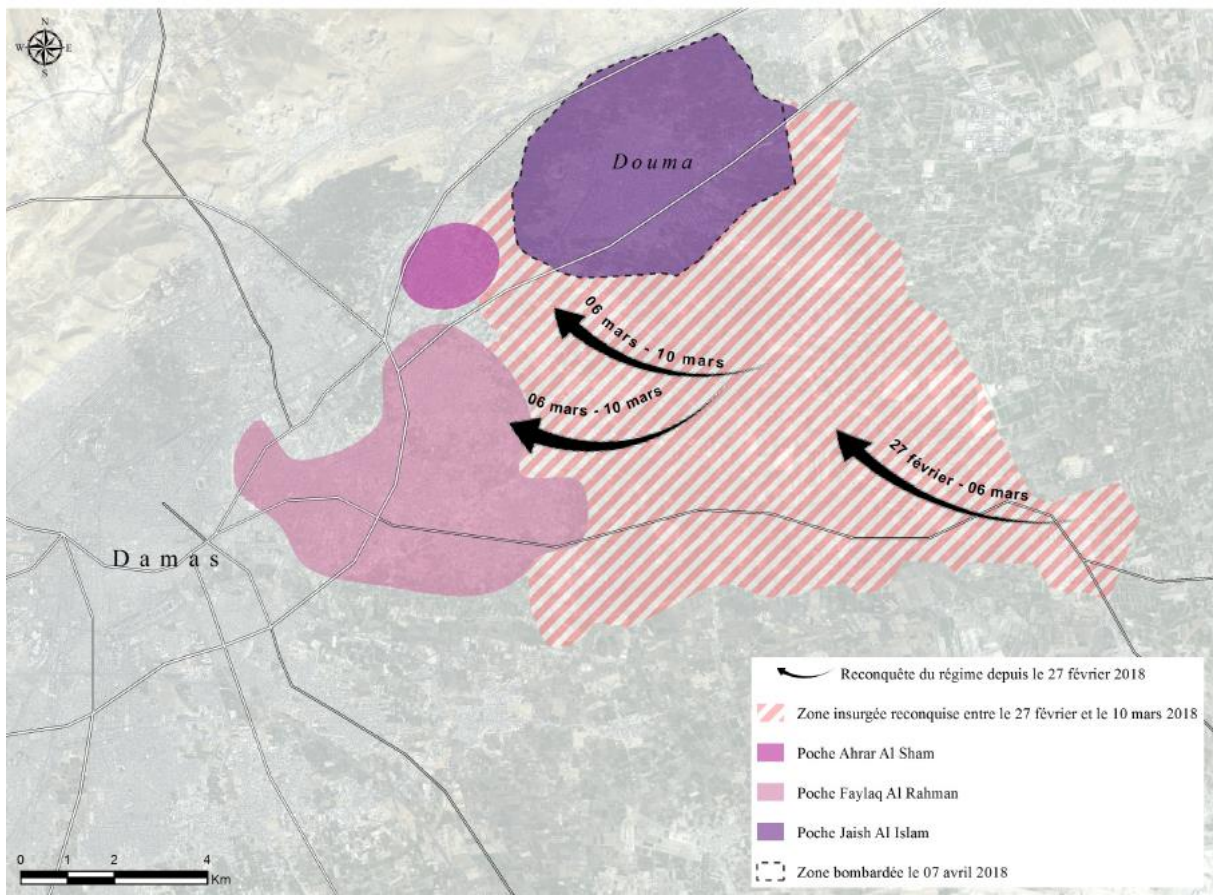 N
W E
S
Douma
06 mars - 10 mars
06 mars - 10 mars
27 février - 06 mars
Damas
Reconquête du régime depuis le 27 février 2018
Zone insurgée reconquise entre le 27 février et le 10 mars 2018
Poche Ahrar Al Sham
Poche Faylaq Al Rahman
Poche Jaish Al Islam
Zone bombardée le 07 avril 2018
0 1 2 4
Km